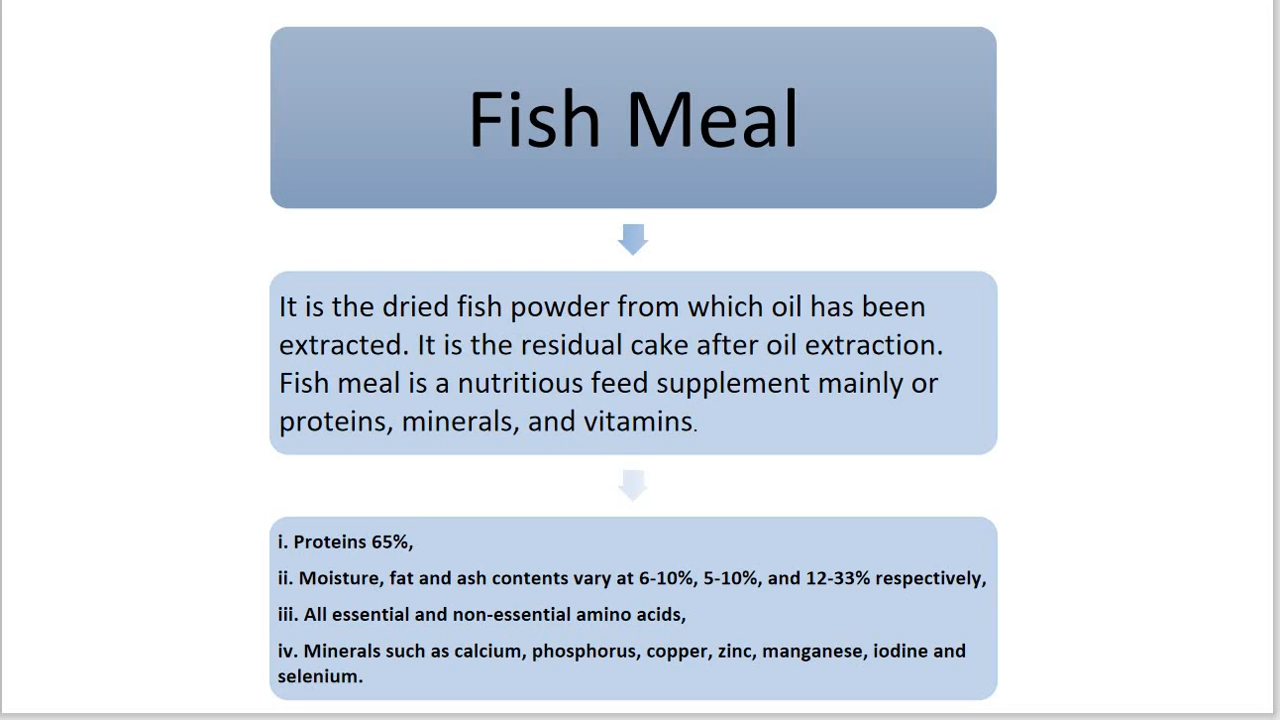 Fish Meal
It is the dried fish powder from which oil has been
extracted. It is the residual cake after oil extraction.
Fish meal is a nutritious feed supplement mainly or
proteins, minerals, and vitamins.
i. Proteins 65%,
ii. Moisture, fat and ash contents vary at 6-10%, 5-10%, and 12-33% respectively,
iii. All essential and non-essential amino acids,
iv. Minerals such as calcium, phosphorus, copper, zinc, manganese, iodine and
selenium.